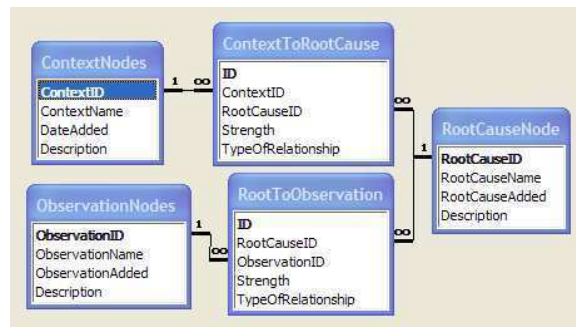 ContextNodes
ContextID
ContextName
DateAdded
Description
1 ∞
ContextToRootCause
ID
ContextID
RootCauseID
Strength
TypeOfRelationship
∞
1
RootCauseNode
RootCauseID
RootCauseName
RootCauseAdded
Description
ObservationNodes
ObservationID
ObservationName
ObservationAdded
Description
1
∞
RootToObservation
ID
RootCauseID
ObservationID
Strength
TypeOfRelationship
∞